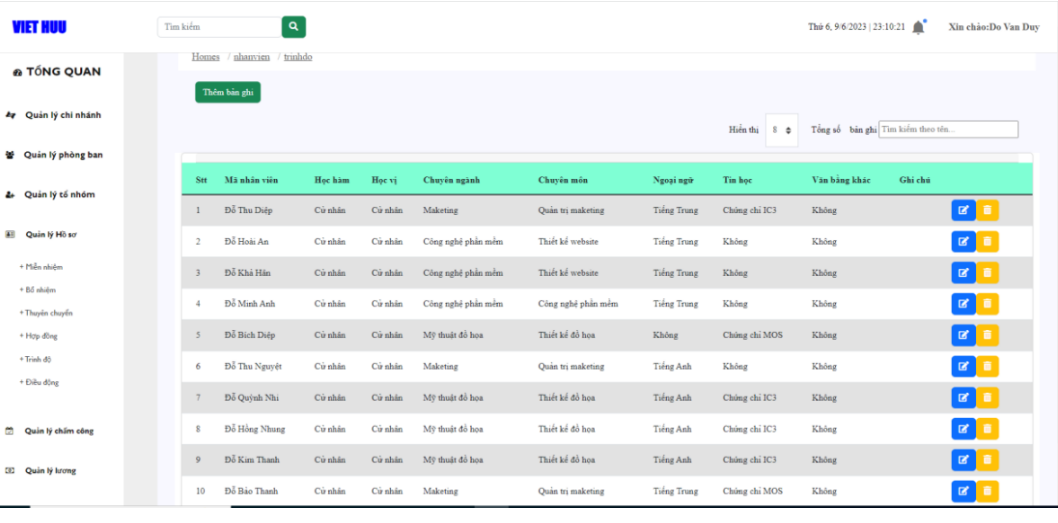 VIET HUU
Tìm kiếm
Thứ 6, 9/6/2023 | 23:10:21
Xin chào:Do Van Duy
Homes / nhanvien / trinhdo
TỔNG QUAN
Thêm bản ghi
Quản lý chi nhánh
Hiển thị 8 Tổng số bản ghi Tìm kiếm theo tên...
Quản lý phòng ban
Quản lý tổ nhóm
Quản lý Hồ sơ
+ Miễn nhiệm
+ Bổ nhiệm
+ Thuyên chuyển
+ Hợp đồng
+ Trình độ
+ Điều động
Quản lý chấm công
Quản lý lương
Stt Mã nhân viên Học hàm Học vị Chuyên ngành Chuyên môn Ngoại ngữ Tin học Văn bằng khác Ghi chú
1 Đỗ Thu Diệp Cử nhân Cử nhân Maketing Quản trị maketing Tiếng Trung Chứng chỉ IC3 Không
2 Đỗ Hoài An Cử nhân Cử nhân Công nghệ phần mềm Thiết kế website Tiếng Trung Không Không
3 Đỗ Khả Hân Cử nhân Cử nhân Công nghệ phần mềm Thiết kế website Tiếng Trung Không Không
4 Đỗ Minh Anh Cử nhân Cử nhân Công nghệ phần mềm Công nghệ phần mềm Tiếng Trung Không Không
5 Đỗ Bích Diệp Cử nhân Cử nhân Mỹ thuật đồ họa Thiết kế đồ họa Không Chứng chỉ MOS Không
6 Đỗ Thu Nguyệt Cử nhân Cử nhân Maketing Quản trị maketing Tiếng Anh Không Không
7 Đỗ Quỳnh Nhi Cử nhân Cử nhân Mỹ thuật đồ họa Thiết kế đồ họa Tiếng Anh Chứng chỉ IC3 Không
8 Đỗ Hồng Nhung Cử nhân Cử nhân Mỹ thuật đồ họa Thiết kế đồ họa Tiếng Anh Chứng chỉ IC3 Không
9 Đỗ Kim Thanh Cử nhân Cử nhân Mỹ thuật đồ họa Thiết kế đồ họa Tiếng Anh Chứng chỉ IC3 Không
10 Đỗ Bảo Thanh Cử nhân Cử nhân Maketing Quản trị maketing Tiếng Trung Chứng chỉ MOS Không